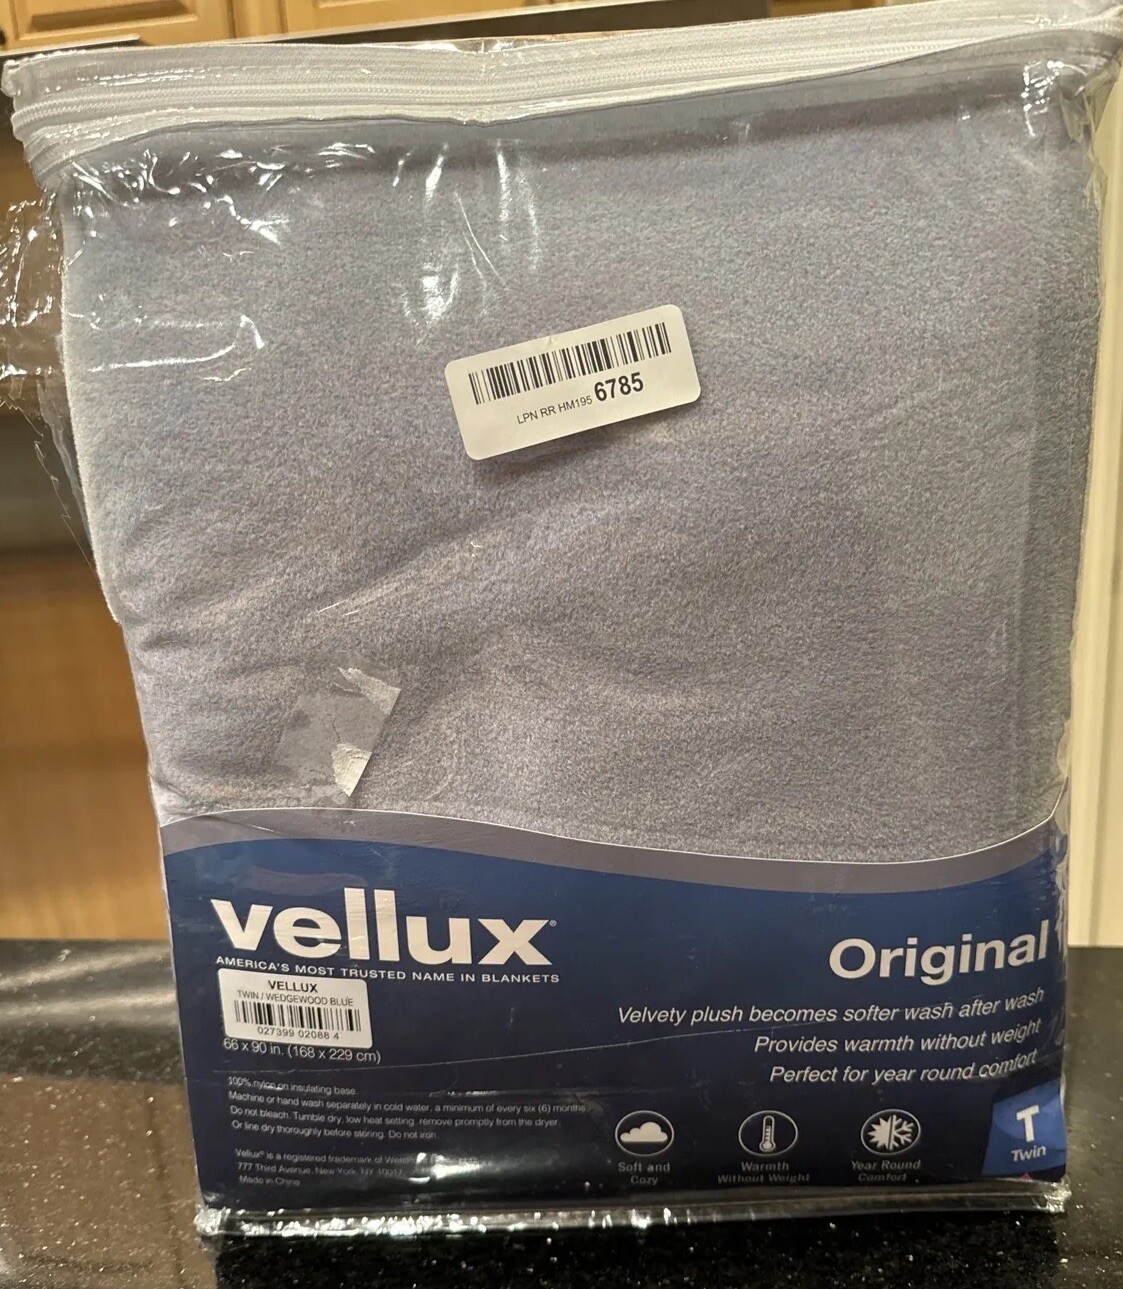 LPN RR HM195 6785
vellux®
AMERICA'S MOST TRUSTED NAME IN BLANKETS
VELLUX
TWIN / WEDGEWOOD BLUE
027399 02088 4
66 x 90 in. (168 x 229 cm)
Original
Velvety plush becomes softer wash after wash
Provides warmth without weight
Perfect for year round comfort
100% nylon on insulating base.
Machine or hand wash separately in cold water, a minimum of every six (6) months.
Do not bleach. Tumble dry, low heat setting, remove promptly from the dryer.
Or line dry thoroughly before storing. Do not iron.
Vellux® is a registered trademark of
777 Third Avenue, New York, NY 10017
Made in China
Soft and
Cozy
Warmth
Without Weight
Year Round
Comfort
T
Twin